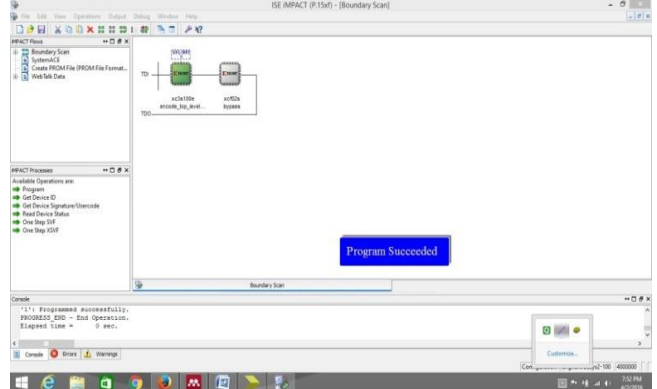 ISE iMPACT (P.15xf) - [Boundary Scan]
File Edit View Operations Output Debug Window Help
iMPACT Flows
Boundary Scan
SystemACE
Create PROM File (PROM File Format...
WebTalk Data
TDI
TDO
xc3s100e
encode_top_level...
xcf02s
bypass
iMPACT Processes
Available Operations are:
Program
Get Device ID
Get Device Signature/Usercode
Read Device Status
One Step SVF
One Step XSVF
Program Succeeded
Boundary Scan
Console
'1': Programmed successfully.
PROGRESS_END - End Operation.
Elapsed time = 0 sec.
Console Errors Warnings
Customize...
4000000
7:52 PM